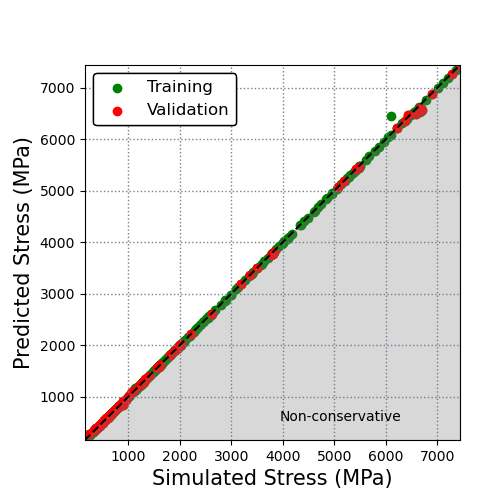 Training
Validation
7000
6000
5000
4000
3000
2000
1000
Predicted Stress (MPa)
Non-conservative
1000 2000 3000 4000 5000 6000 7000
Simulated Stress (MPa)